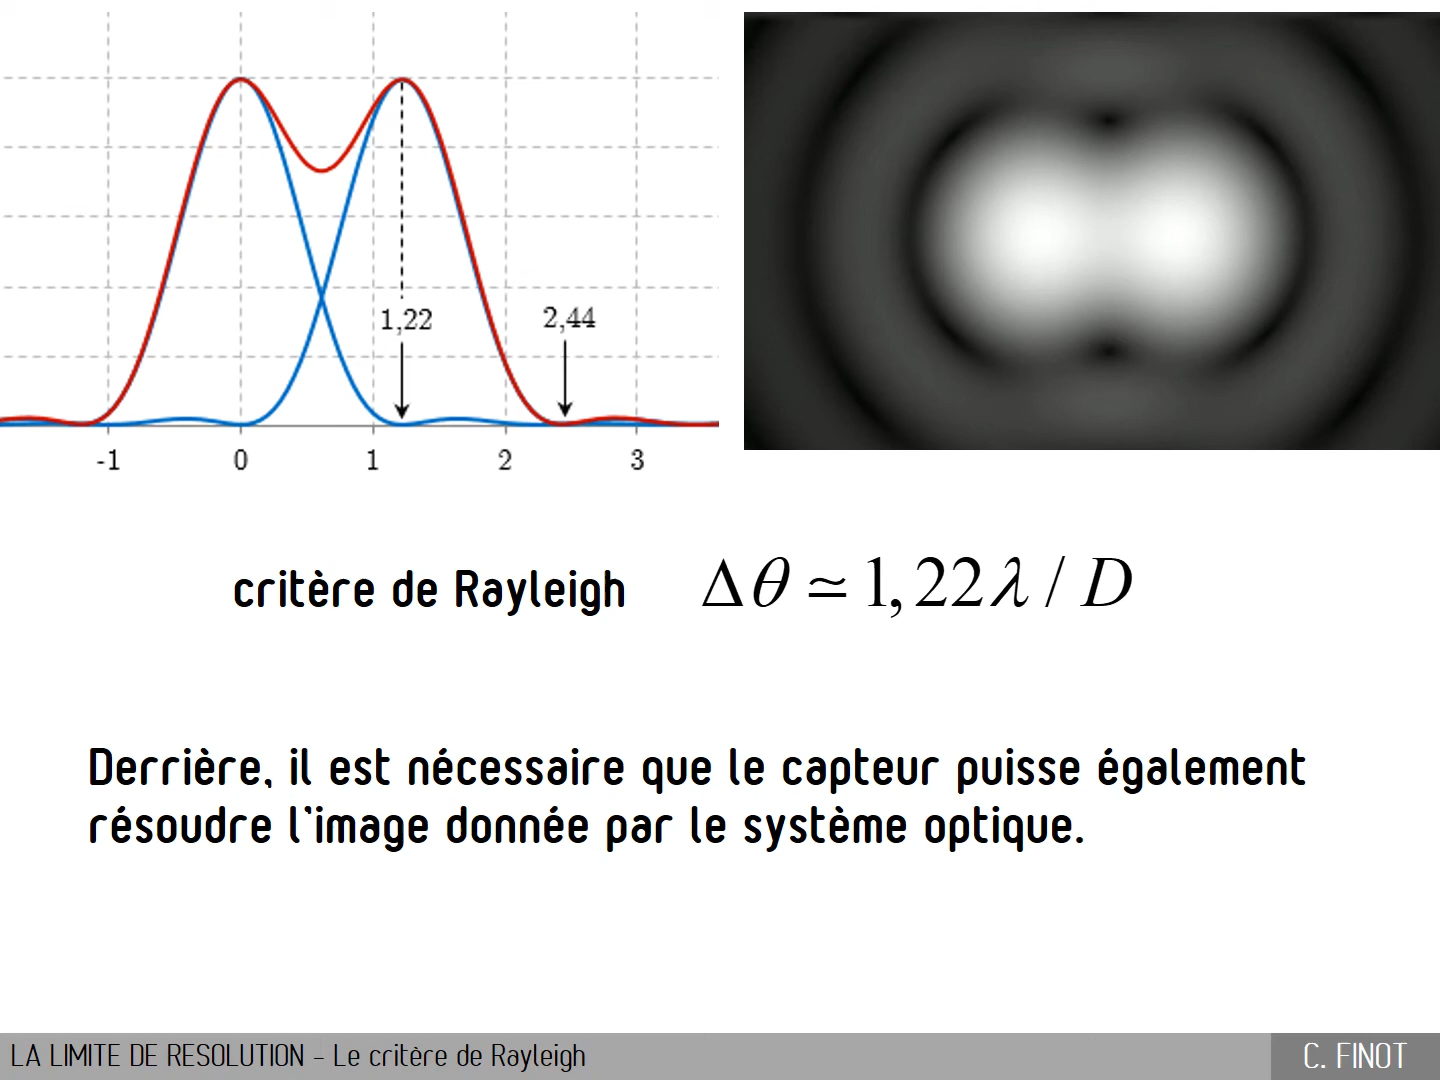 1,22
2,44
-1 0 1 2 3
critère de Rayleigh Δθ ≃ 1,22 λ / D
Derrière, il est nécessaire que le capteur puisse également
résoudre l'image donnée par le système optique.
LA LIMITE DE RESOLUTION - Le critère de Rayleigh
C. FINOT